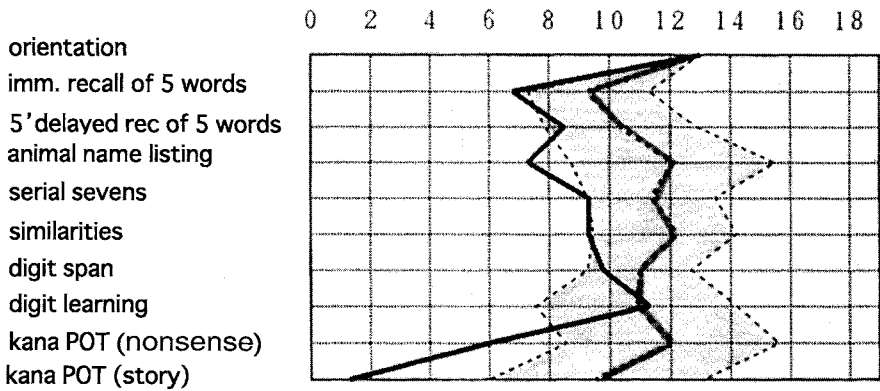 0 2 4 6 8 10 12 14 16 18
orientation
imm. recall of 5 words
5'delayed rec of 5 words
animal name listing
serial sevens
similarities
digit span
digit learning
kana POT (nonsense)
kana POT (story)